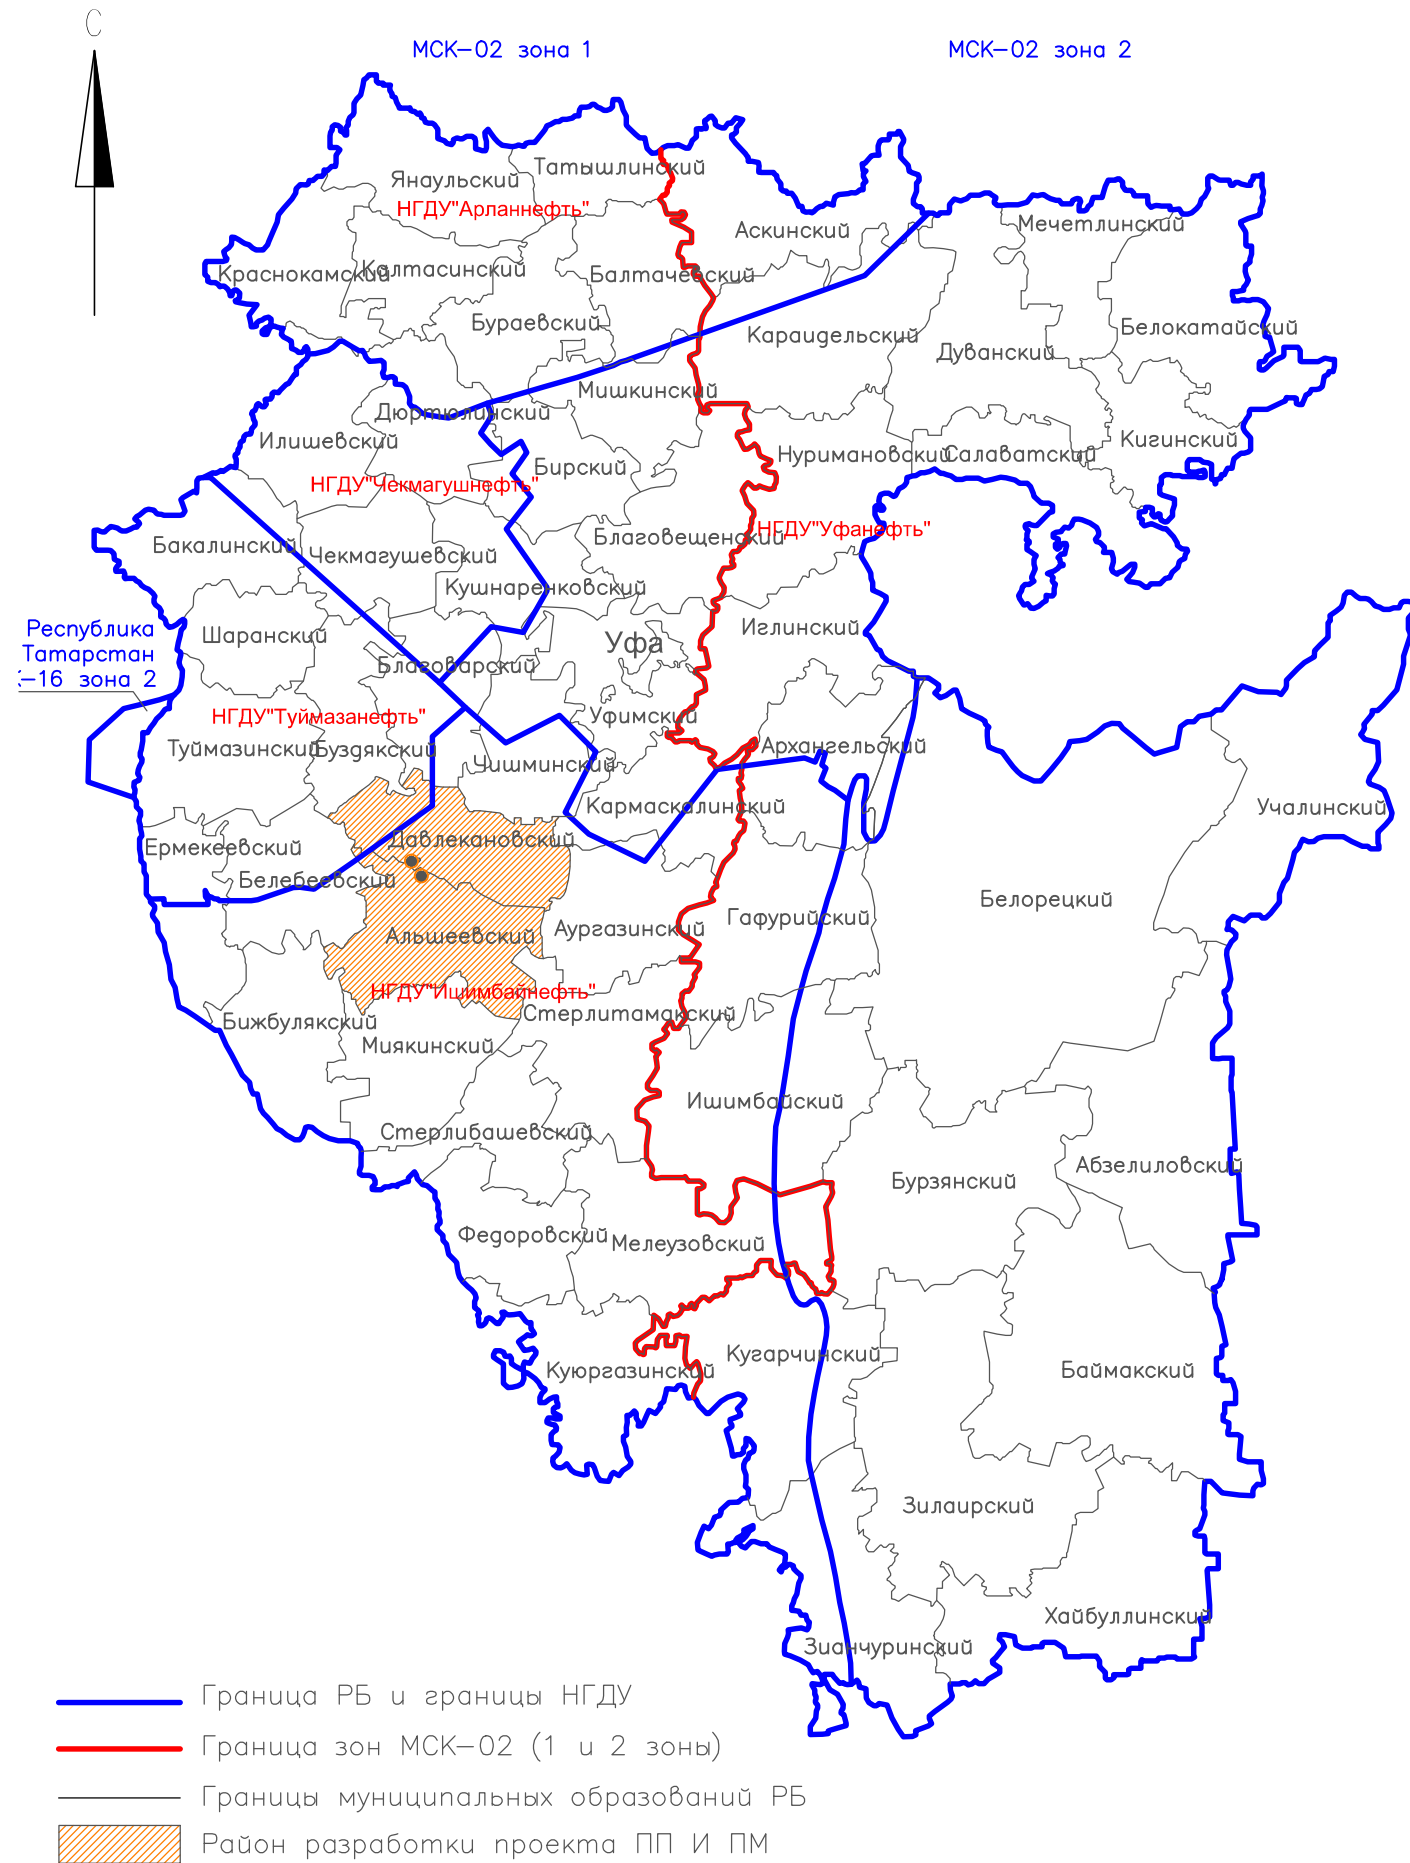 С
МСК-02 зона 1
МСК-02 зона 2
Татышлинский
Янаульский
НГДУ"Арланнефть"
Мечетлинский
Аскинский
Краснокамский
Калтасинский
Балтачевский
Бураевский
Караидельский
Белокатайский
Дуванский
Мишкинский
Дюртюлинский
Илишевский
Кигинский
Бирский
Нуримановский
Салаватский
НГДУ"Чекмагушнефть"
НГДУ"Уфанефть"
Благовещенский
Бакалинский
Чекмагушевский
Кушнаренковский
Республика
Татарстан
-16 зона 2
Шаранский
Уфа
Иглинский
Благоварский
НГДУ"Туймазанефть"
Уфимский
Туймазинский
Буздякский
Архангельский
Чишминский
Кармаскалинский
Учалинский
Давлекановский
Ермекеевский
Белебеевский
Белорецкий
Гафурийский
Аургазинский
Альшеевский
НГДУ"Ишимбайнефть"
Стерлитамакский
Бижбулякский
Миякинский
Ишимбайский
Стерлибашевский
Абзелиловский
Бурзянский
Федоровский
Мелеузовский
Кугарчинский
Куюргазинский
Баймакский
Зилаирский
Хайбуллинский
Зианчуринский
Граница РБ и границы НГДУ
Граница зон МСК-02 (1 и 2 зоны)
Границы муниципальных образований РБ
Район разработки проекта ПП И ПМ